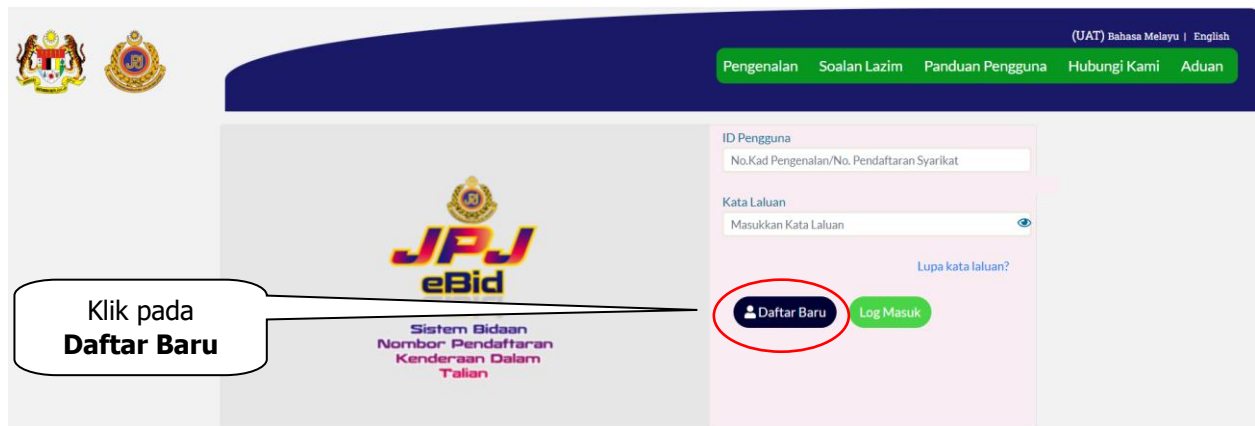 (UAT) Bahasa Melayu | English
Pengenalan Soalan Lazim Panduan Pengguna Hubungi Kami Aduan
ID Pengguna
No.Kad Pengenalan/No. Pendaftaran Syarikat
Kata Laluan
Masukkan Kata Laluan
Lupa kata laluan?
Daftar Baru Log Masuk
JPJ
eBid
Sistem Bidaan
Nombor Pendaftaran
Kenderaan Dalam
Talian
Klik pada
Daftar Baru